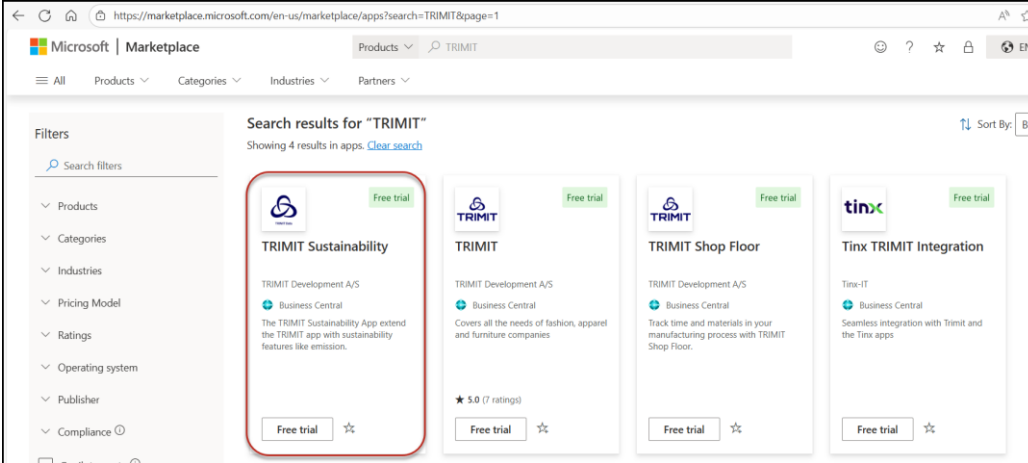 https://marketplace.microsoft.com/en-us/marketplace/apps?search=TRIMIT&page=1
Microsoft | Marketplace
Products
TRIMIT
All
Products
Categories
Industries
Partners
Filters
Search filters
Products
Categories
Industries
Pricing Model
Ratings
Operating system
Publisher
Compliance
Search results for "TRIMIT"
Showing 4 results in apps. Clear search
Sort By:
Free trial
TRIMIT Sustainability
TRIMIT Development A/S
Business Central
The TRIMIT Sustainability App extend
the TRIMIT app with sustainability
features like emission.
Free trial
TRIMIT
Free trial
TRIMIT
TRIMIT Development A/S
Business Central
Covers all the needs of fashion, apparel
and furniture companies
★ 5.0 (7 ratings)
Free trial
TRIMIT
Free trial
TRIMIT Shop Floor
TRIMIT Development A/S
Business Central
Track time and materials in your
manufacturing process with TRIMIT
Shop Floor.
Free trial
tinx
Free trial
Tinx TRIMIT Integration
Tinx-IT
Business Central
Seamless integration with Trimit and
the Tinx apps
Free trial